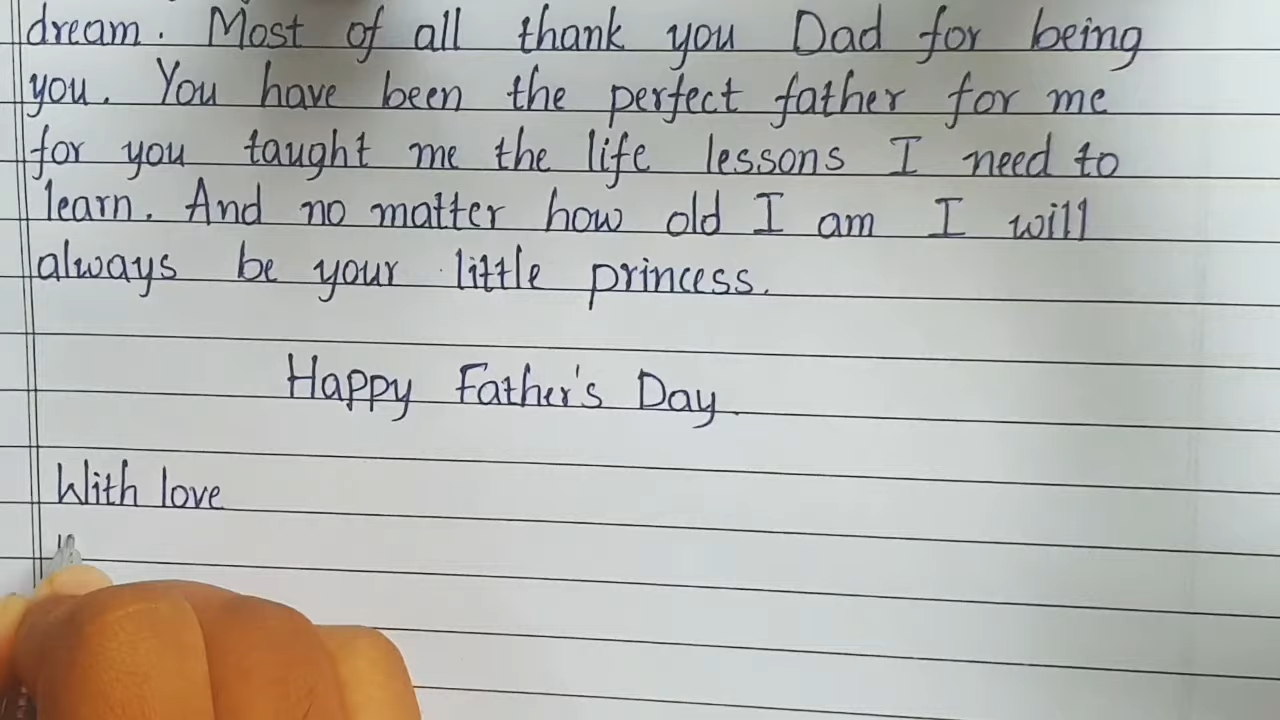 dream. Most of all thank you Dad for being
you. You have been the perfect father for me
for you taught me the life lessons I need to
learn. And no matter how old I am I will
always be your little princess.
Happy Father's Day.
With love